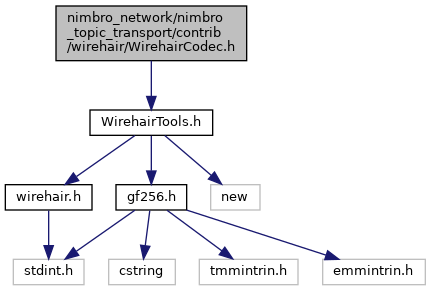 nimbro_network/nimbro
_topic_transport/contrib
/wirehair/WirehairCodec.h
WirehairTools.h
wirehair.h
gf256.h
new
stdint.h
cstring
tmmintrin.h
emmintrin.h